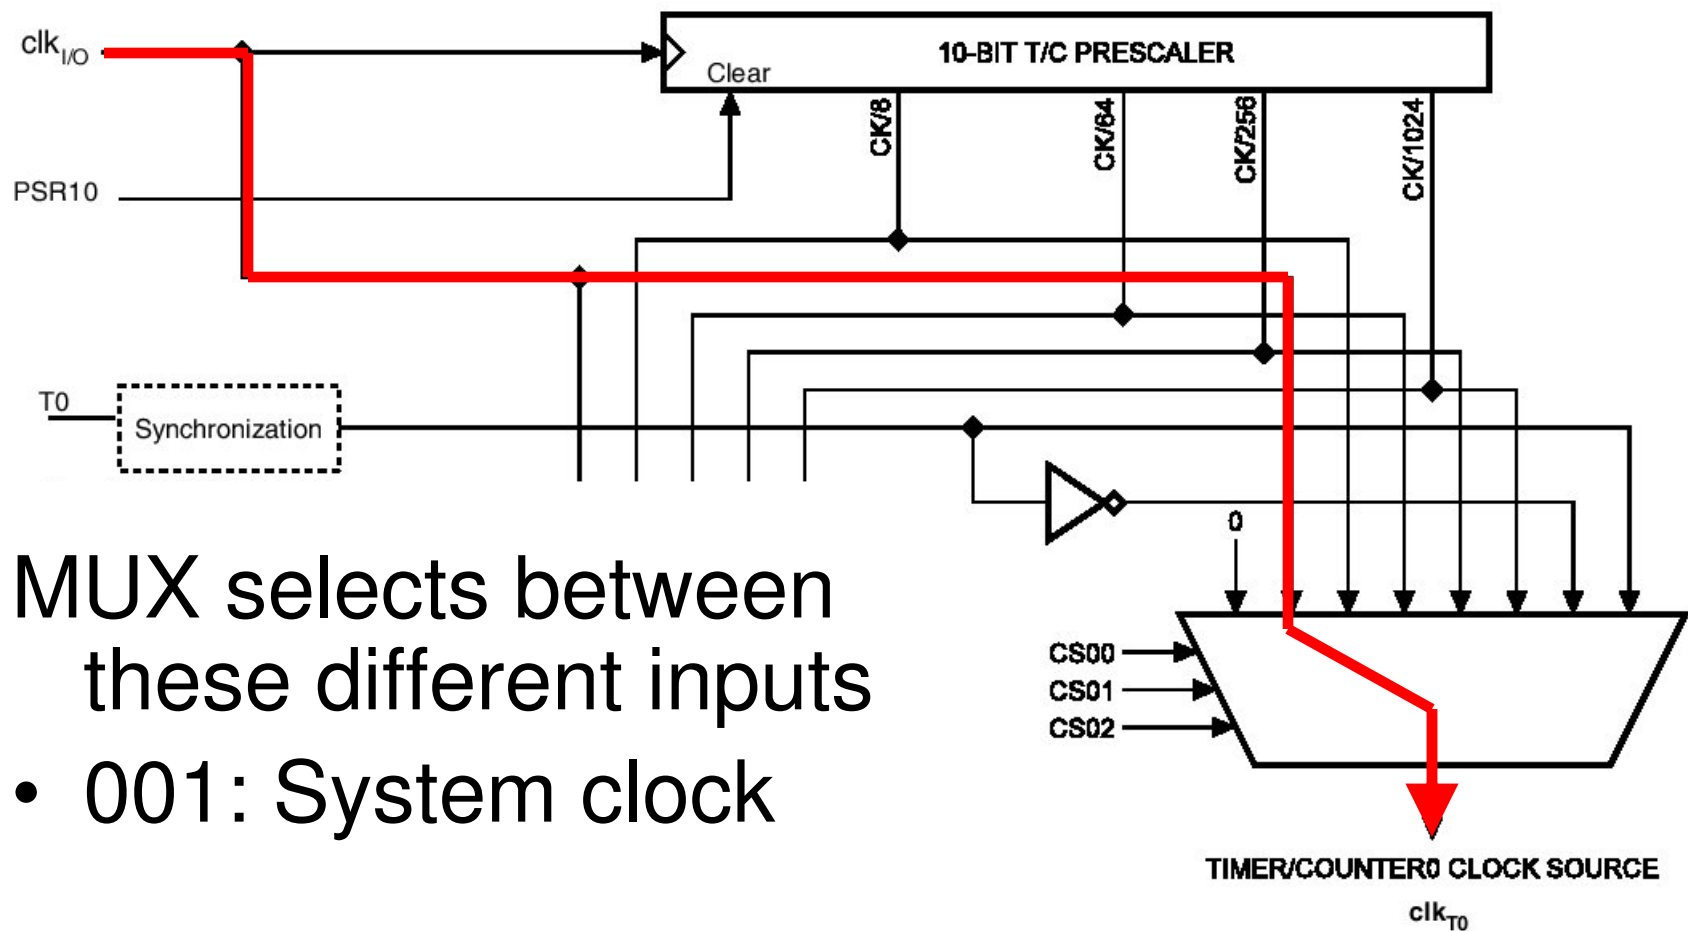 clkI/O
10-BIT T/C PRESCALER
Clear
CK/8
CK/64
CK/256
CK/1024
PSR10
T0
Synchronization
0
MUX selects between
these different inputs
• 001: System clock
CS00
CS01
CS02
TIMER/COUNTER0 CLOCK SOURCE
clkT0